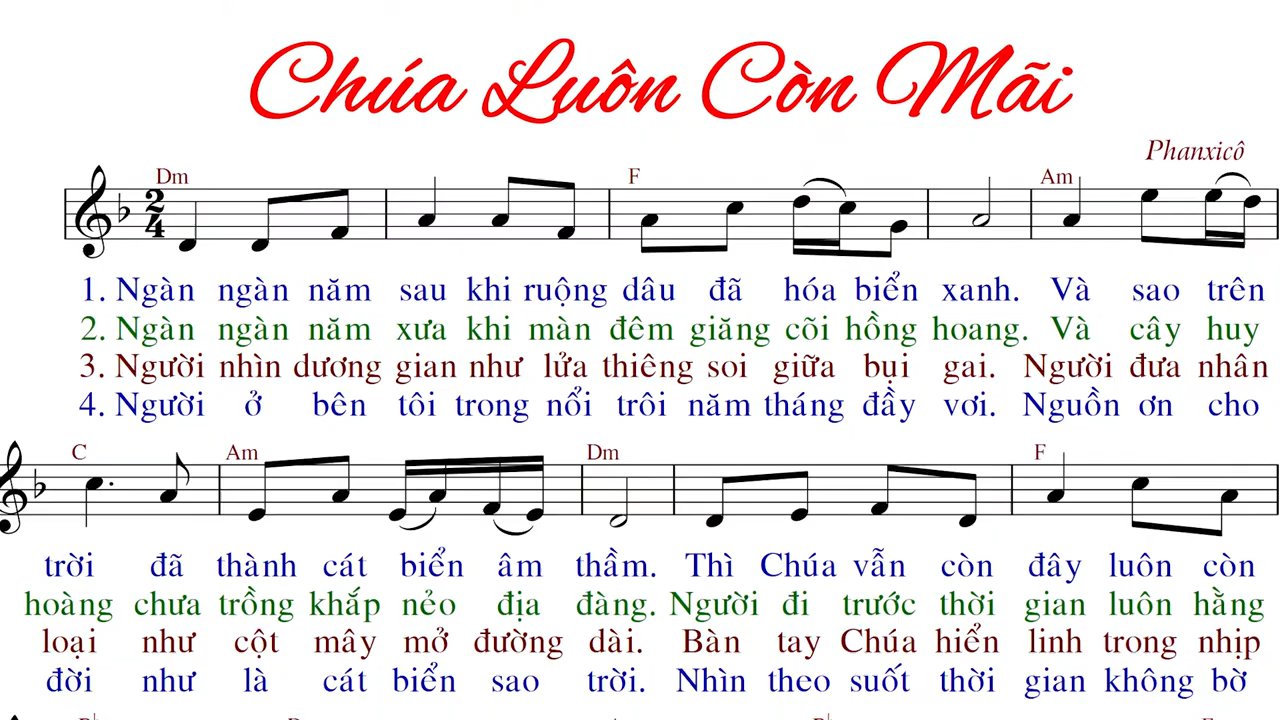 Chúa Luôn Còn Mãi
Phanxicô
Dm F Am
2
4
1. Ngàn ngàn năm sau khi ruộng dâu đã hóa biển xanh. Và sao trên
2. Ngàn ngàn năm xưa khi màn đêm giăng cõi hồng hoang. Và cây huy
3. Người nhìn dương gian như lửa thiêng soi giữa bụi gai. Người đưa nhân
4. Người ở bên tôi trong nổi trôi năm tháng đầy vơi. Nguồn ơn cho
C Am Dm F
trời đã thành cát biển âm thầm. Thì Chúa vẫn còn đây luôn còn
hoàng chưa trồng khắp nẻo địa đàng. Người đi trước thời gian luôn hằng
loại như cột mây mở đường dài. Bàn tay Chúa hiển linh trong nhịp
đời như là cát biển sao trời. Nhìn theo suốt thời gian không bờ